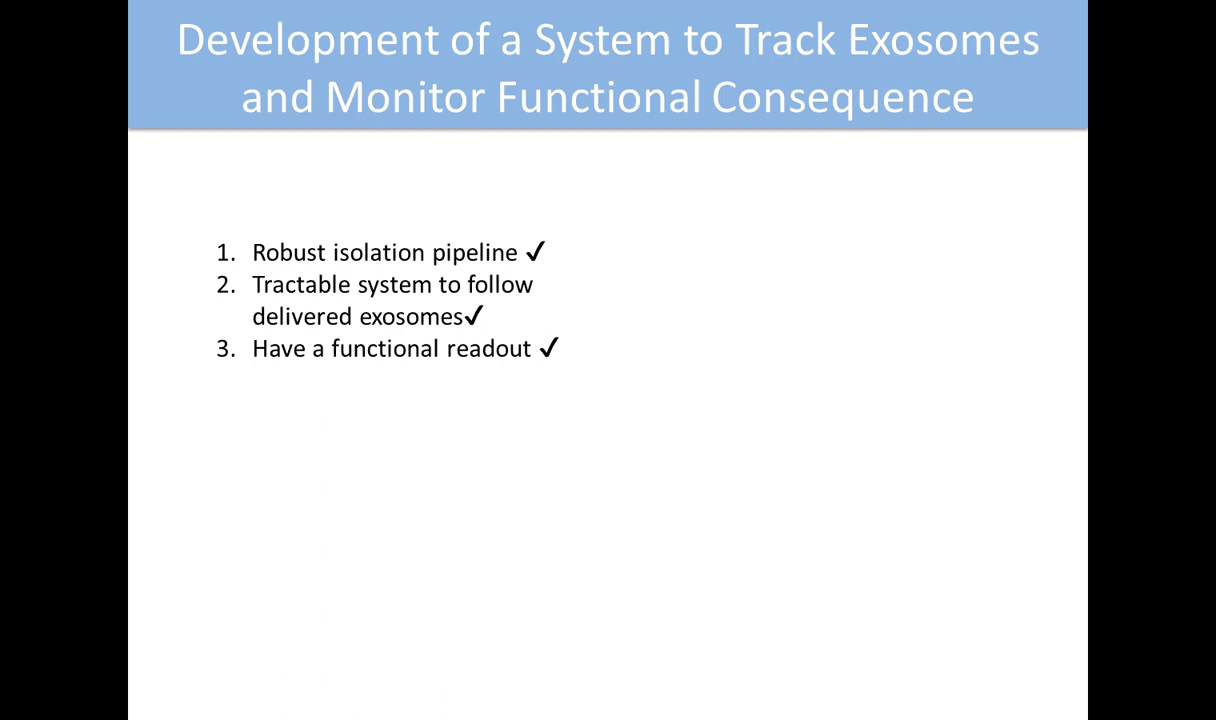 Development of a System to Track Exosomes
and Monitor Functional Consequence
1. Robust isolation pipeline ✓
2. Tractable system to follow
delivered exosomes✓
3. Have a functional readout ✓